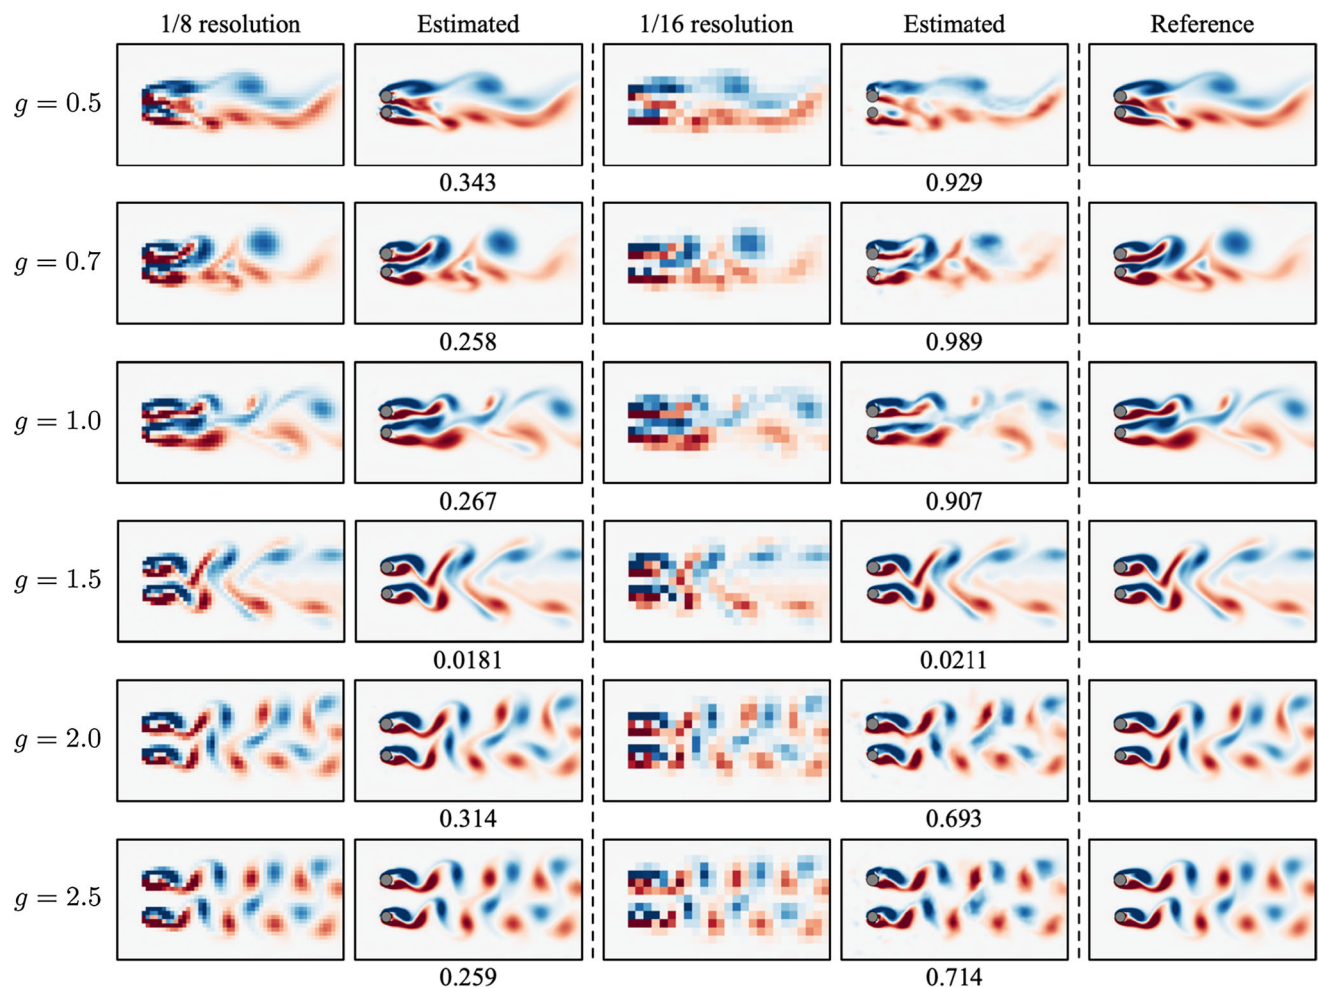 1/8 resolution Estimated 1/16 resolution Estimated Reference
g = 0.5
0.343 0.929
g = 0.7
0.258 0.989
g = 1.0
0.267 0.907
g = 1.5
0.0181 0.0211
g = 2.0
0.314 0.693
g = 2.5
0.259 0.714